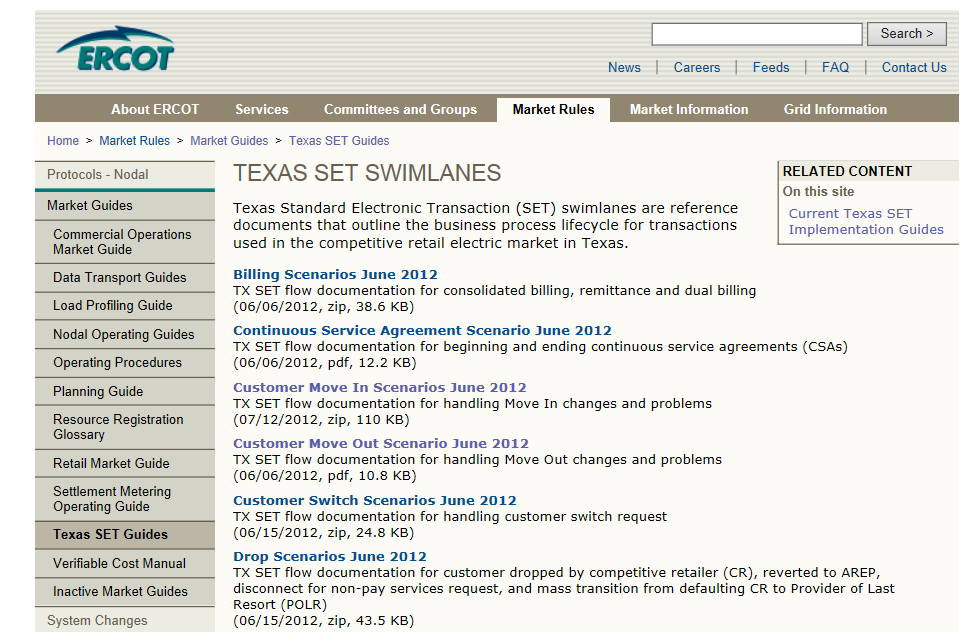 ERCOT
Search >
News | Careers | Feeds | FAQ | Contact Us
About ERCOT Services Committees and Groups Market Rules Market Information Grid Information
Home > Market Rules > Market Guides > Texas SET Guides
Protocols - Nodal
Market Guides
Commercial Operations
Market Guide
Data Transport Guides
Load Profiling Guide
Nodal Operating Guides
Operating Procedures
Planning Guide
Resource Registration
Glossary
Retail Market Guide
Settlement Metering
Operating Guide
Texas SET Guides
Verifiable Cost Manual
Inactive Market Guides
System Changes
TEXAS SET SWIMLANES
Texas Standard Electronic Transaction (SET) swimlanes are reference
documents that outline the business process lifecycle for transactions
used in the competitive retail electric market in Texas.
Billing Scenarios June 2012
TX SET flow documentation for consolidated billing, remittance and dual billing
(06/06/2012, zip, 38.6 KB)
Continuous Service Agreement Scenario June 2012
TX SET flow documentation for beginning and ending continuous service agreements (CSAs)
(06/06/2012, pdf, 12.2 KB)
Customer Move In Scenarios June 2012
TX SET flow documentation for handling Move In changes and problems
(07/12/2012, zip, 110 KB)
Customer Move Out Scenario June 2012
TX SET flow documentation for handling Move Out changes and problems
(06/06/2012, pdf, 10.8 KB)
Customer Switch Scenarios June 2012
TX SET flow documentation for handling customer switch request
(06/15/2012, zip, 24.8 KB)
Drop Scenarios June 2012
TX SET flow documentation for customer dropped by competitive retailer (CR), reverted to AREP,
disconnect for non-pay services request, and mass transition from defaulting CR to Provider of Last
Resort (POLR)
(06/15/2012, zip, 43.5 KB)
RELATED CONTENT
On this site
Current Texas SET
Implementation Guides